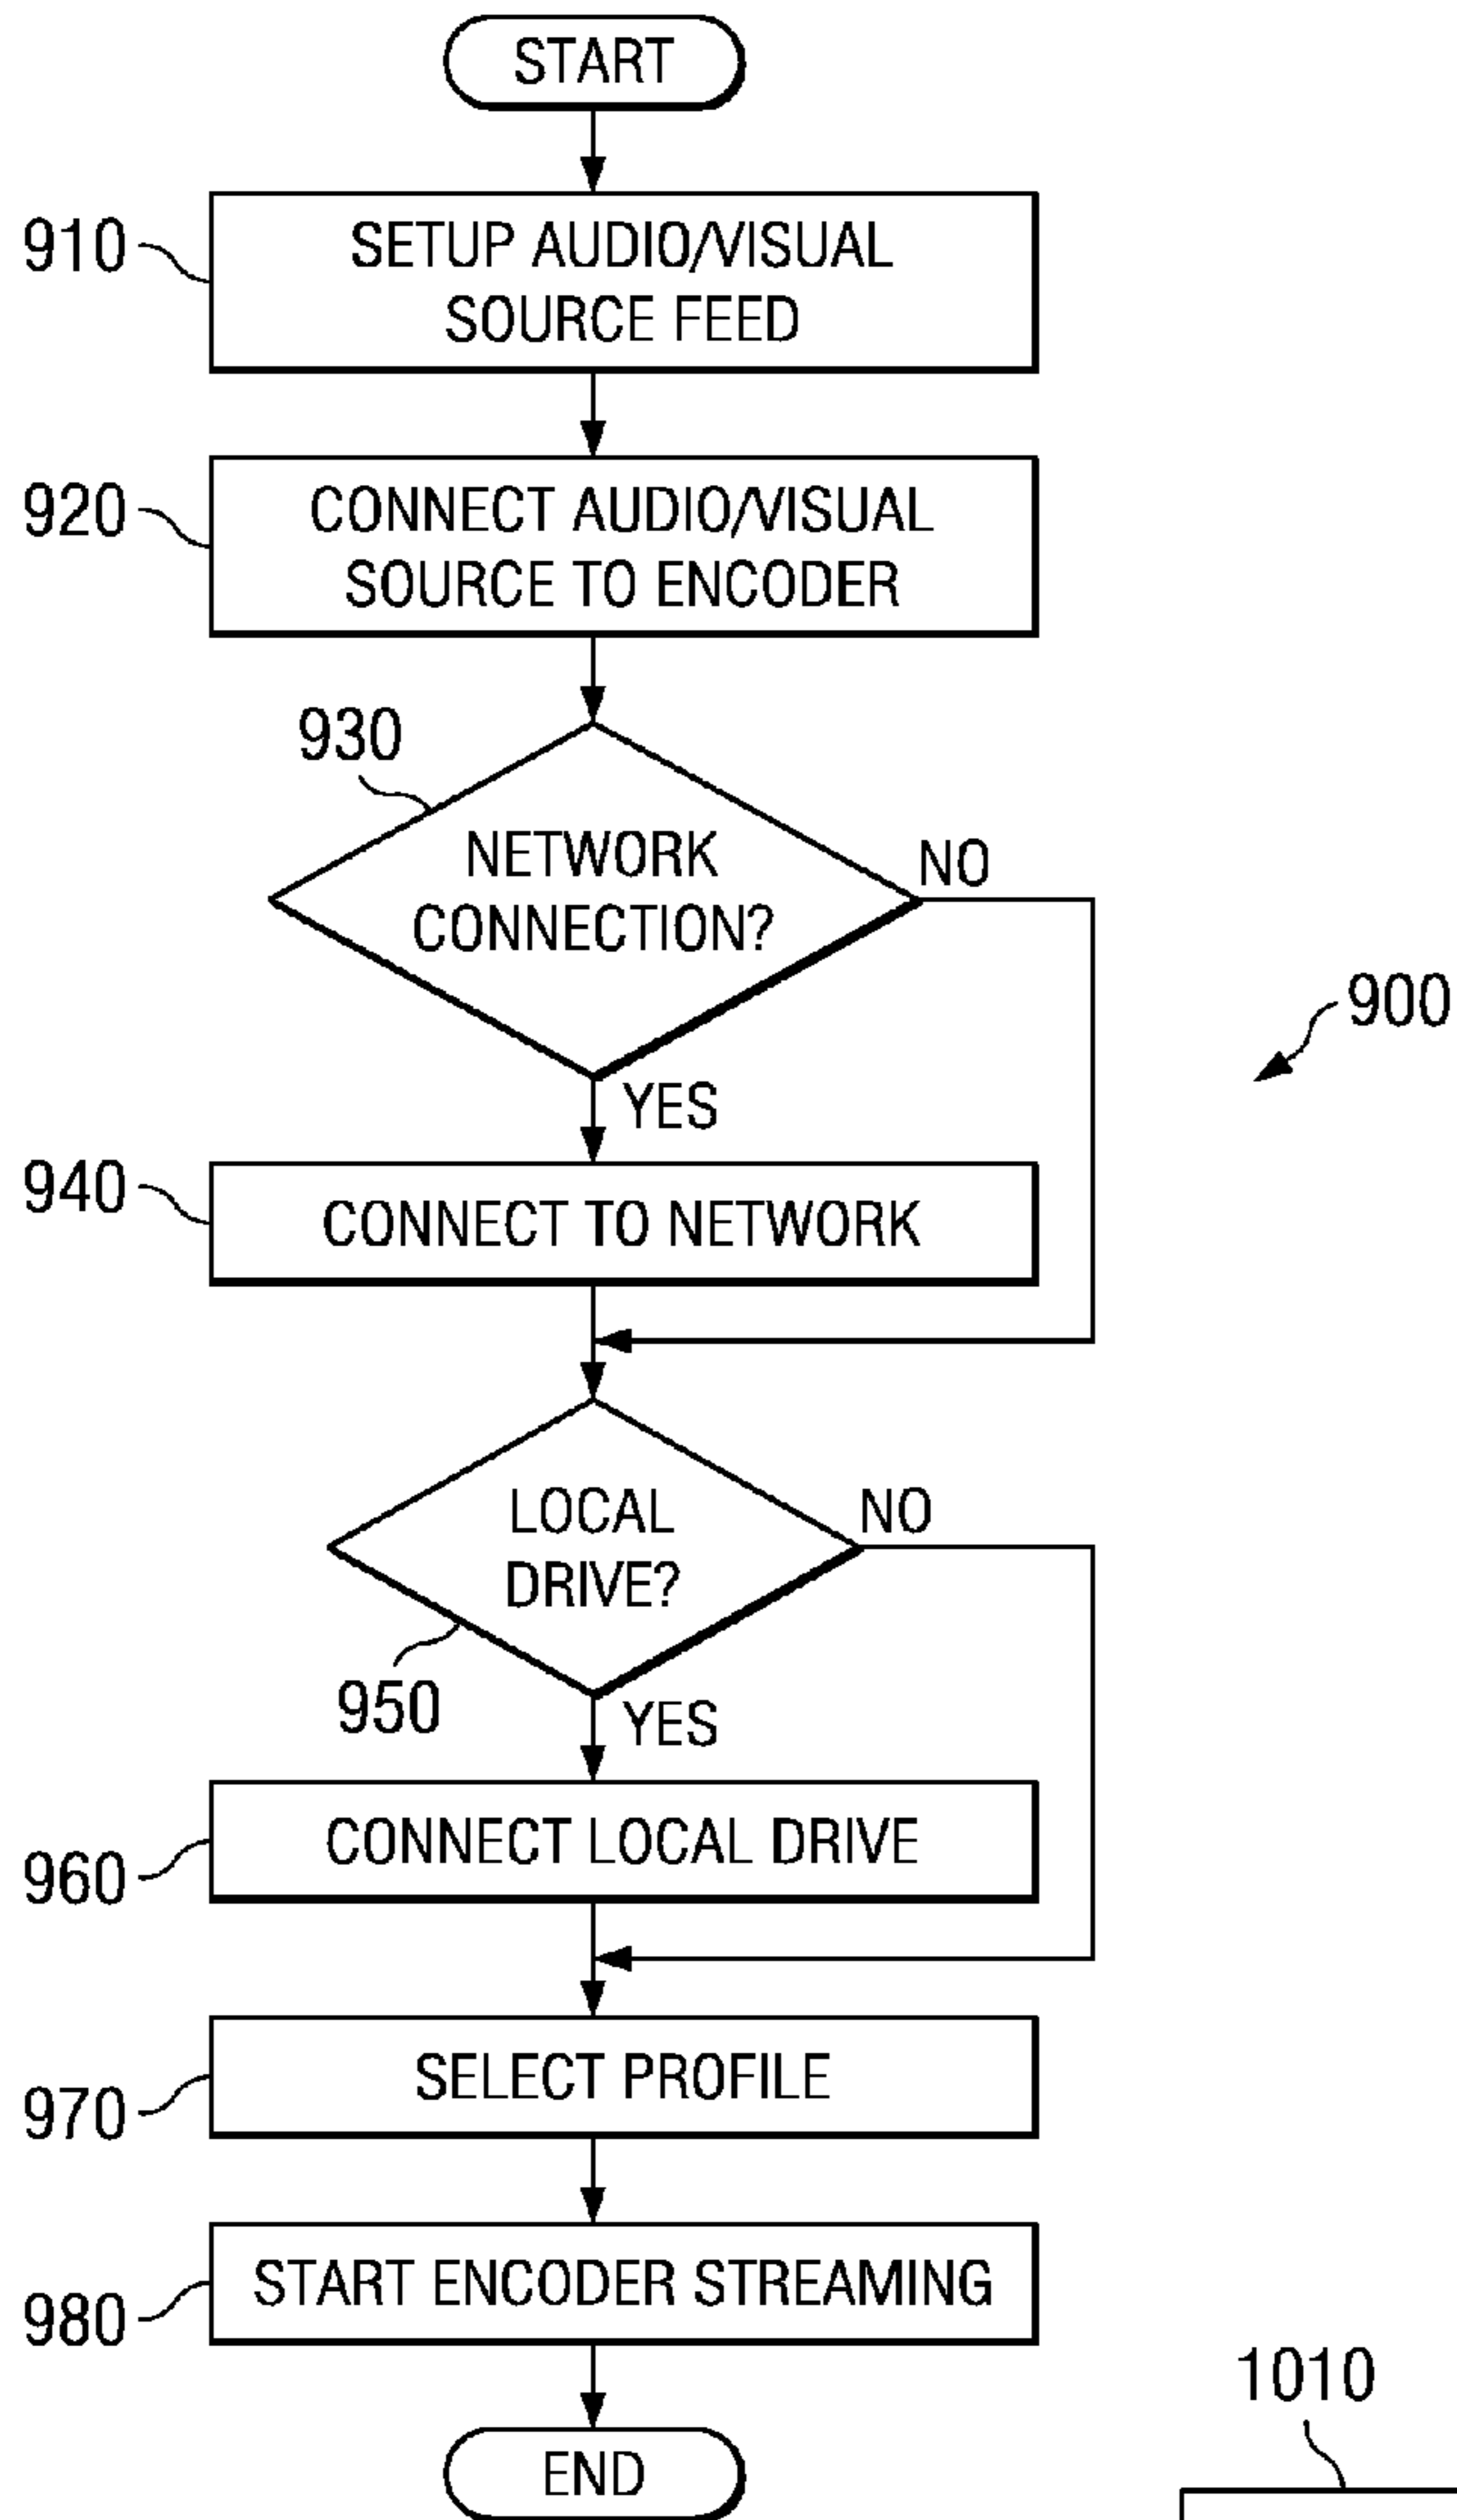 START
910
SETUP AUDIO/VISUAL
SOURCE FEED
920
CONNECT AUDIO/VISUAL
SOURCE TO ENCODER
930
NETWORK
CONNECTION?
NO
900
YES
940
CONNECT TO NETWORK
LOCAL
DRIVE?
NO
950
YES
960
CONNECT LOCAL DRIVE
970
SELECT PROFILE
980
START ENCODER STREAMING
1010
END